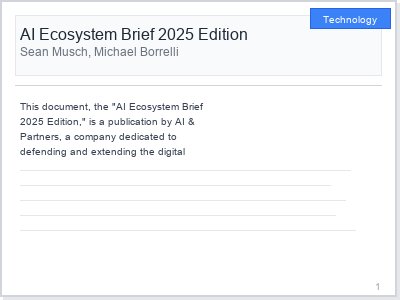 Technology
AI Ecosystem Brief 2025 Edition
Sean Musch, Michael Borrelli
This document, the "AI Ecosystem Brief
2025 Edition," is a publication by AI &
Partners, a company dedicated to
defending and extending the digital
1